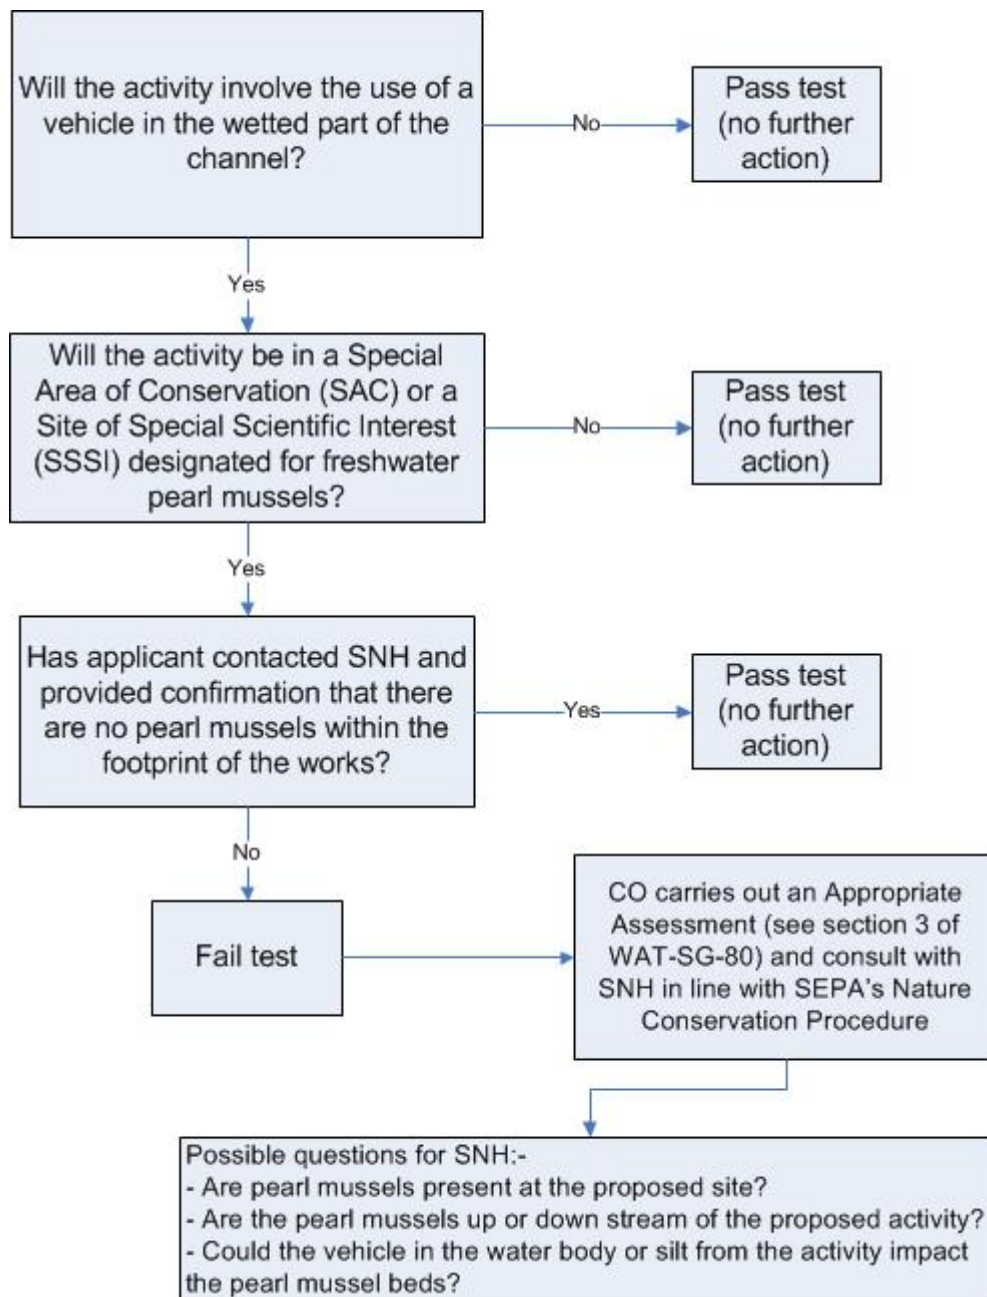 Will the activity involve the use of a
vehicle in the wetted part of the
channel?
No
Pass test
(no further
action)
Yes
Will the activity be in a Special
Area of Conservation (SAC) or a
Site of Special Scientific Interest
(SSSI) designated for freshwater
pearl mussels?
No
Pass test
(no further
action)
Yes
Has applicant contacted SNH and
provided confirmation that there
are no pearl mussels within the
footprint of the works?
Yes
Pass test
(no further
action)
No
Fail test
CO carries out an Appropriate
Assessment (see section 3 of
WAT-SG-80) and consult with
SNH in line with SEPA's Nature
Conservation Procedure
Possible questions for SNH:-
- Are pearl mussels present at the proposed site?
- Are the pearl mussels up or down stream of the proposed activity?
- Could the vehicle in the water body or silt from the activity impact
the pearl mussel beds?